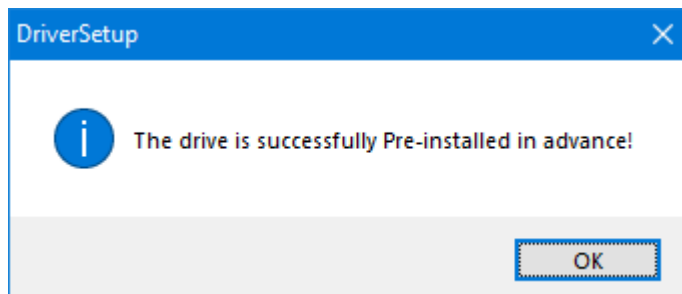 DriverSetup
The drive is successfully Pre-installed in advance!
OK